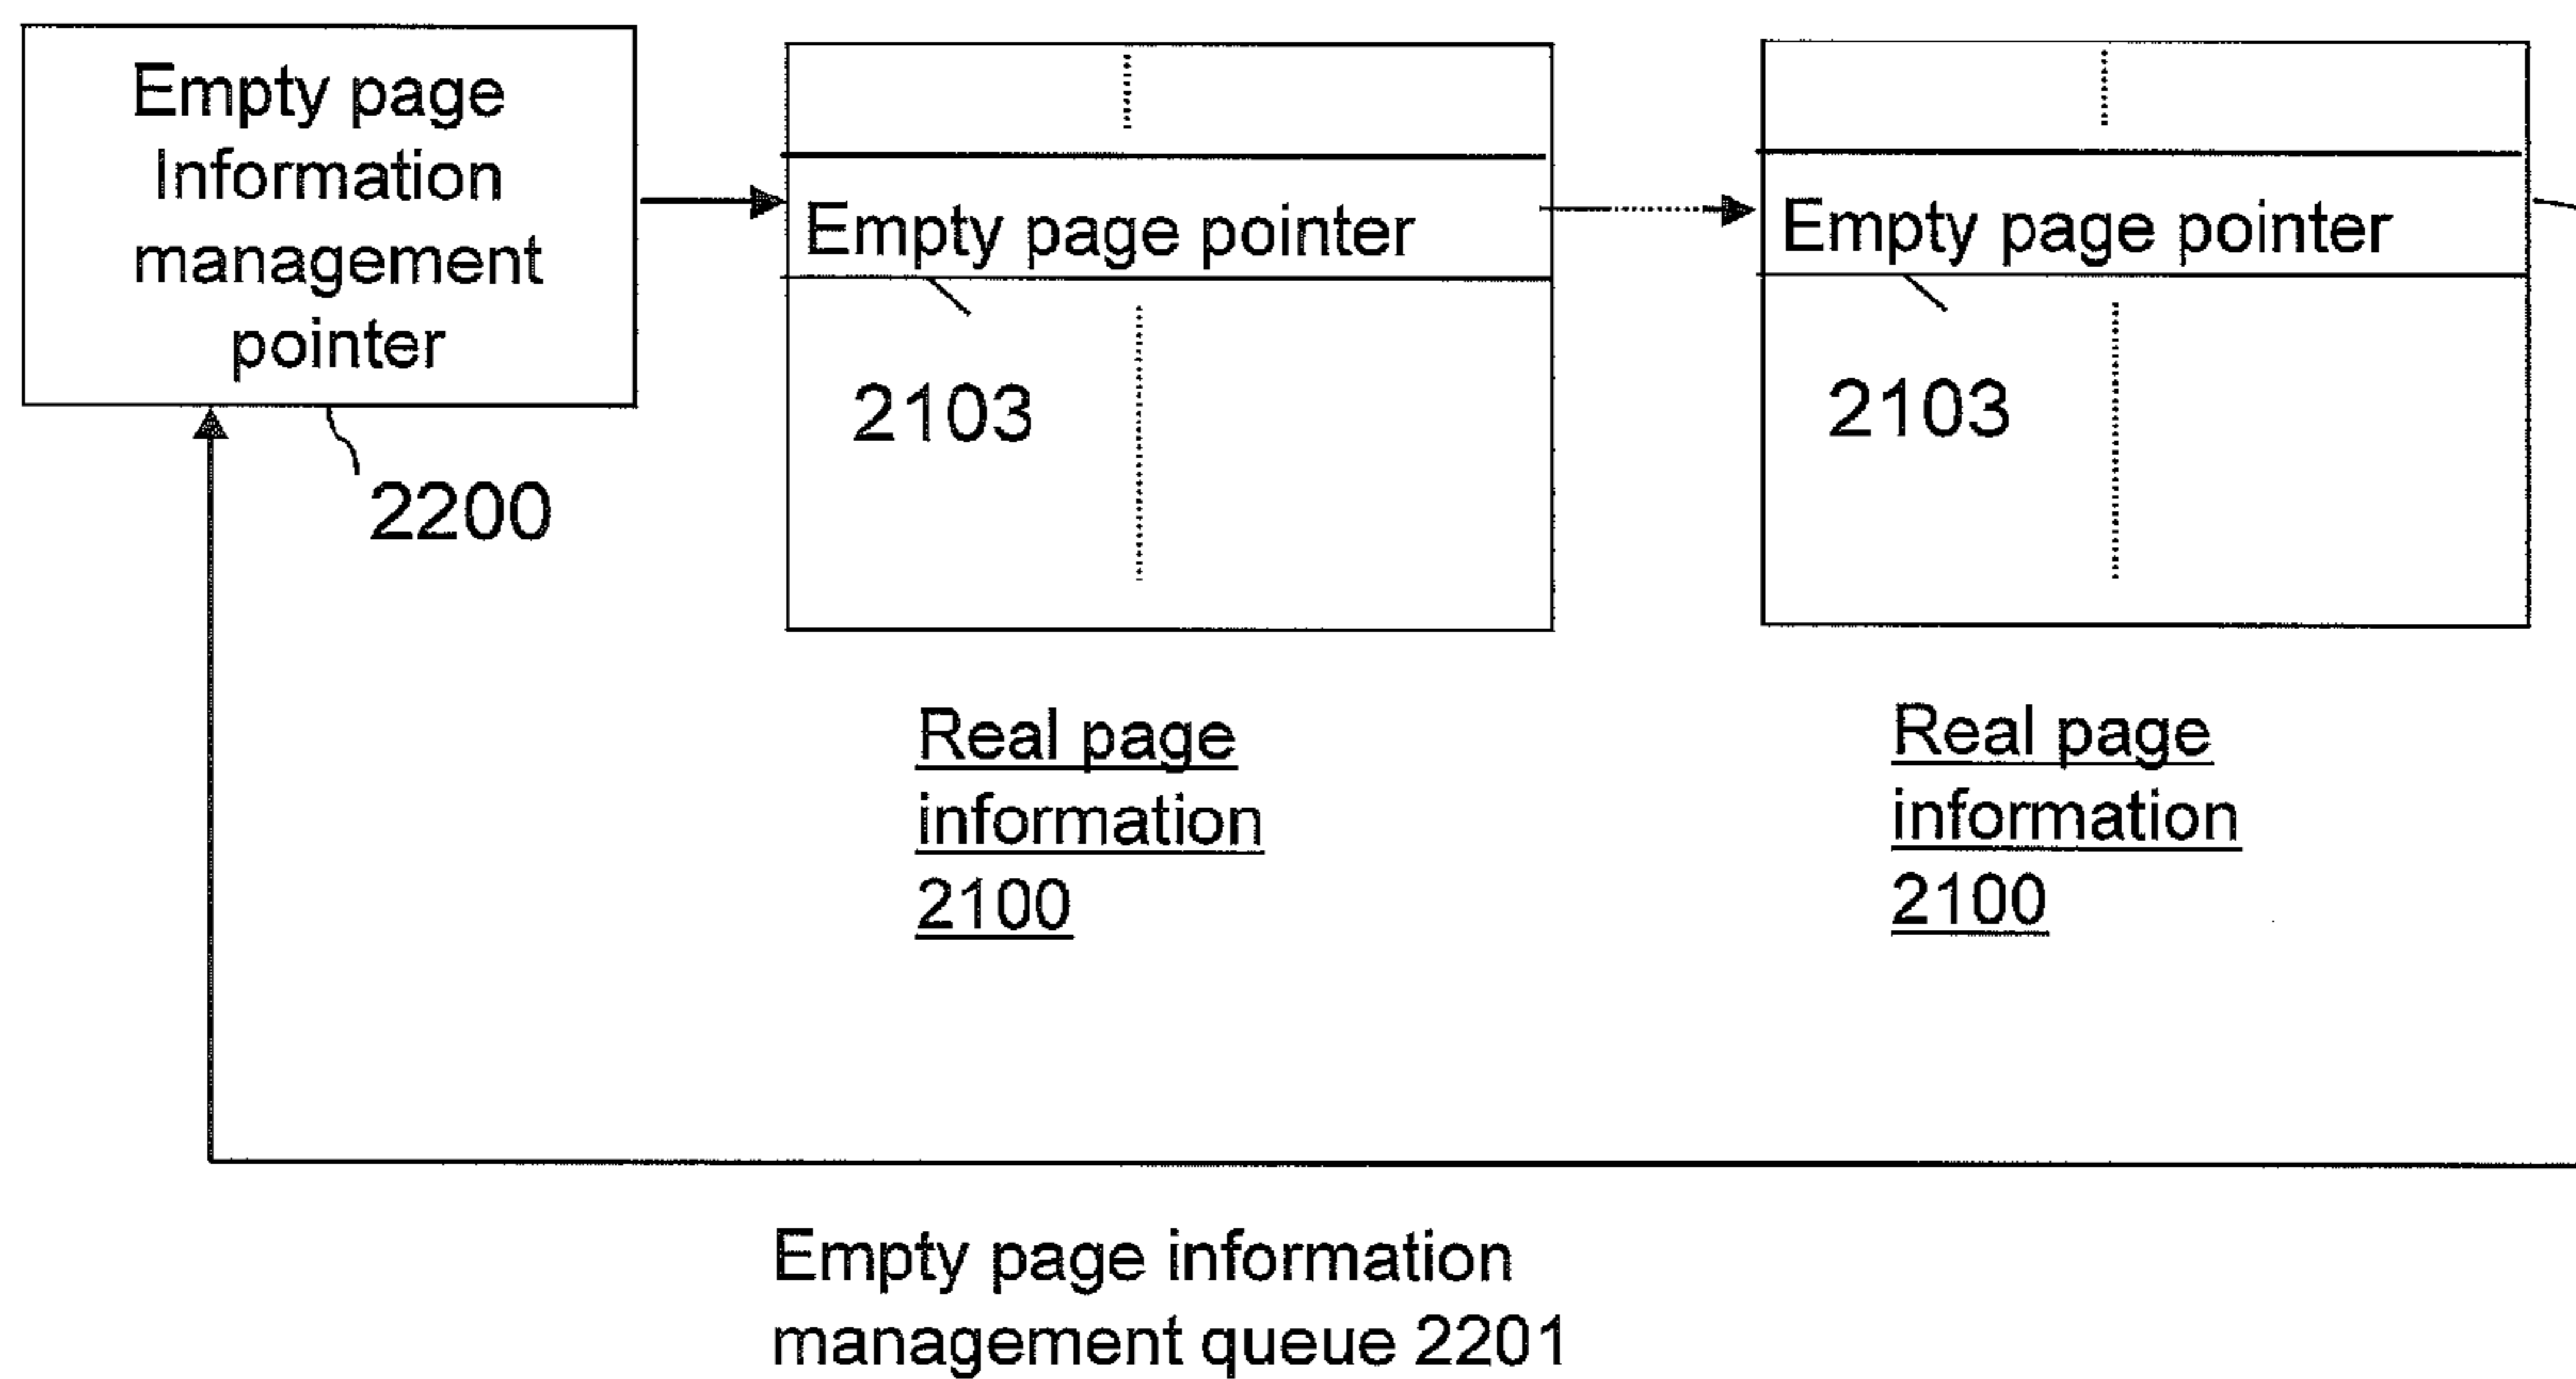 Empty page
Information
management
pointer
2200
Empty page pointer
2103
Real page
information
2100
Empty page pointer
2103
Real page
information
2100
Empty page information
management queue 2201